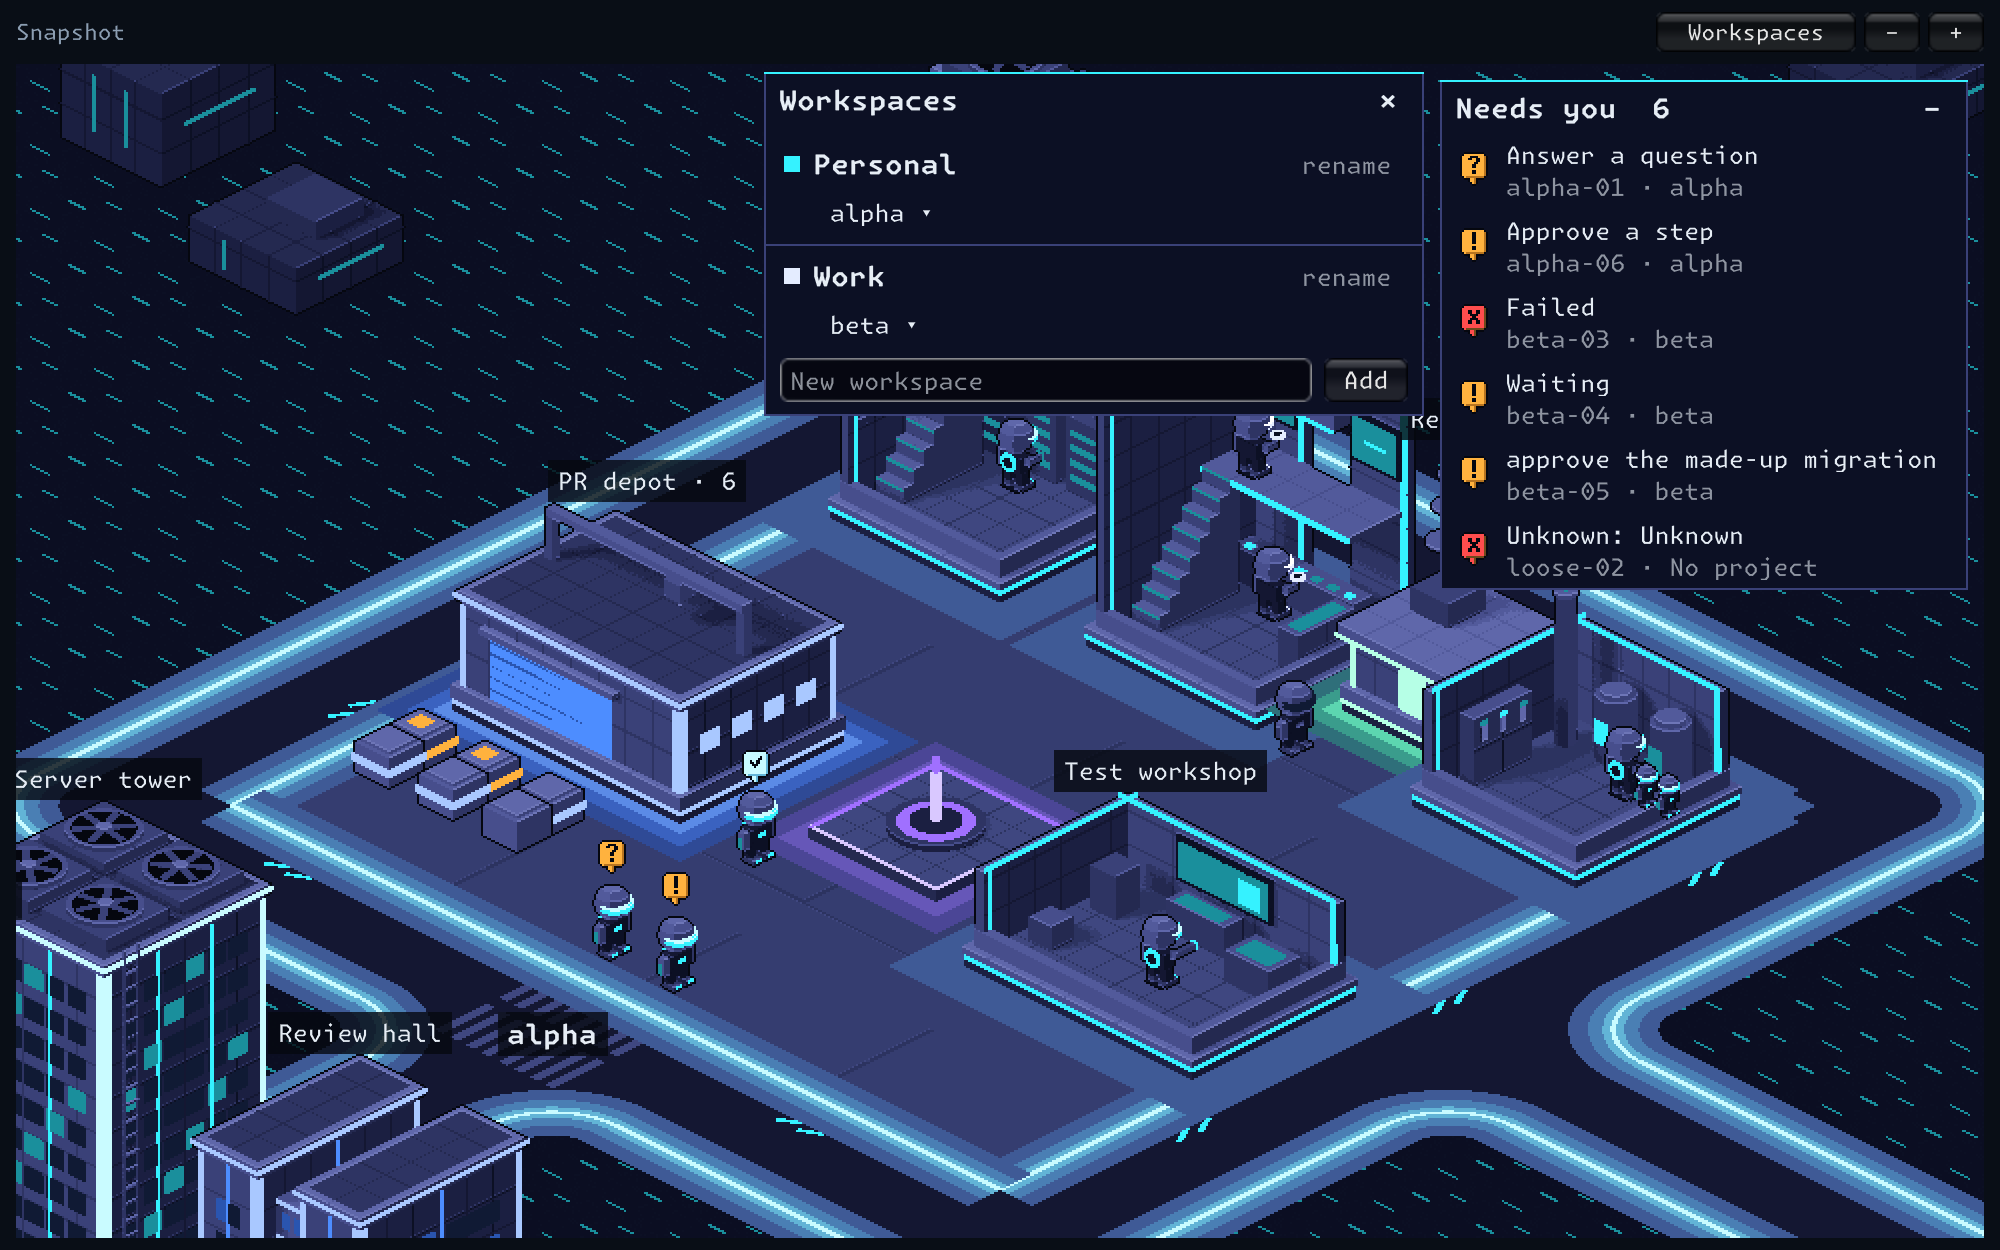 Snapshot
Workspaces
−
+
Workspaces
×
Personal
rename
alpha ▾
Work
rename
beta ▾
New workspace
Add
Needs you 6
−
?
Answer a question
alpha-01 · alpha
!
Approve a step
alpha-06 · alpha
x
Failed
beta-03 · beta
!
Waiting
beta-04 · beta
!
approve the made-up migration
beta-05 · beta
x
Unknown: Unknown
loose-02 · No project
Re
PR depot · 6
Server tower
Test workshop
?
!
Review hall
alpha